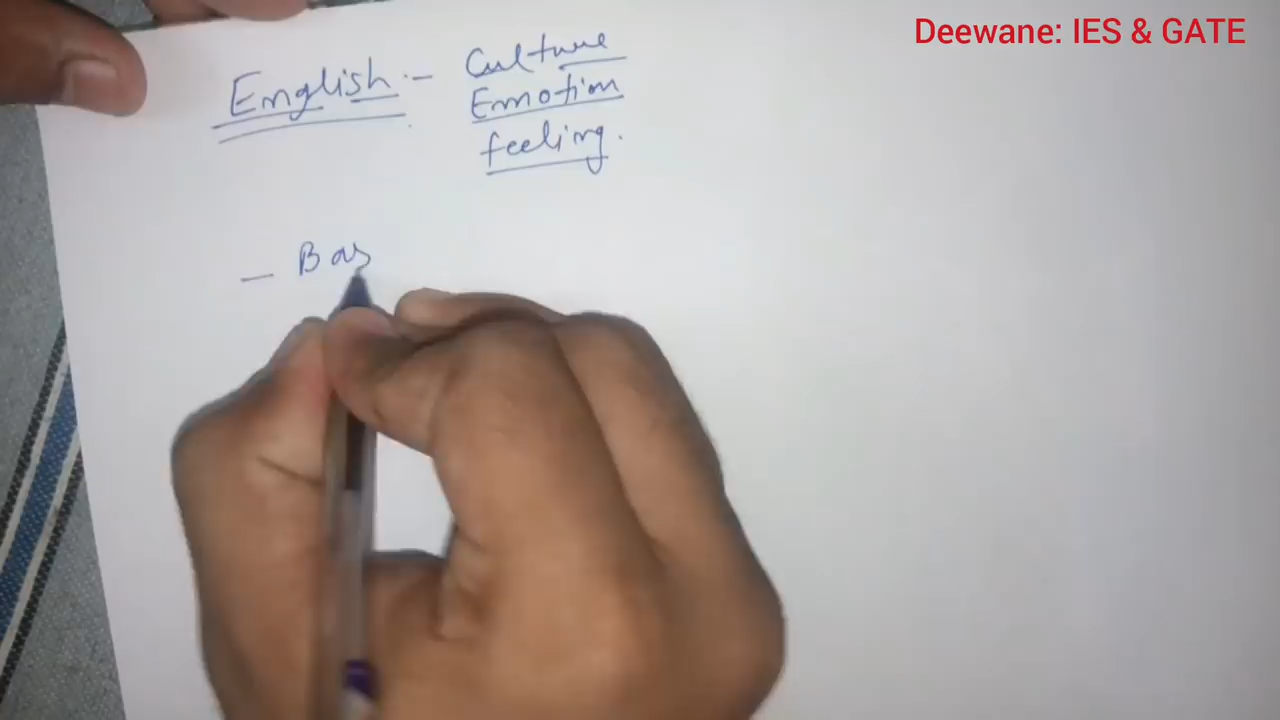 Deewane: IES & GATE
English :- Culture
Emotion
feeling.
- Bas